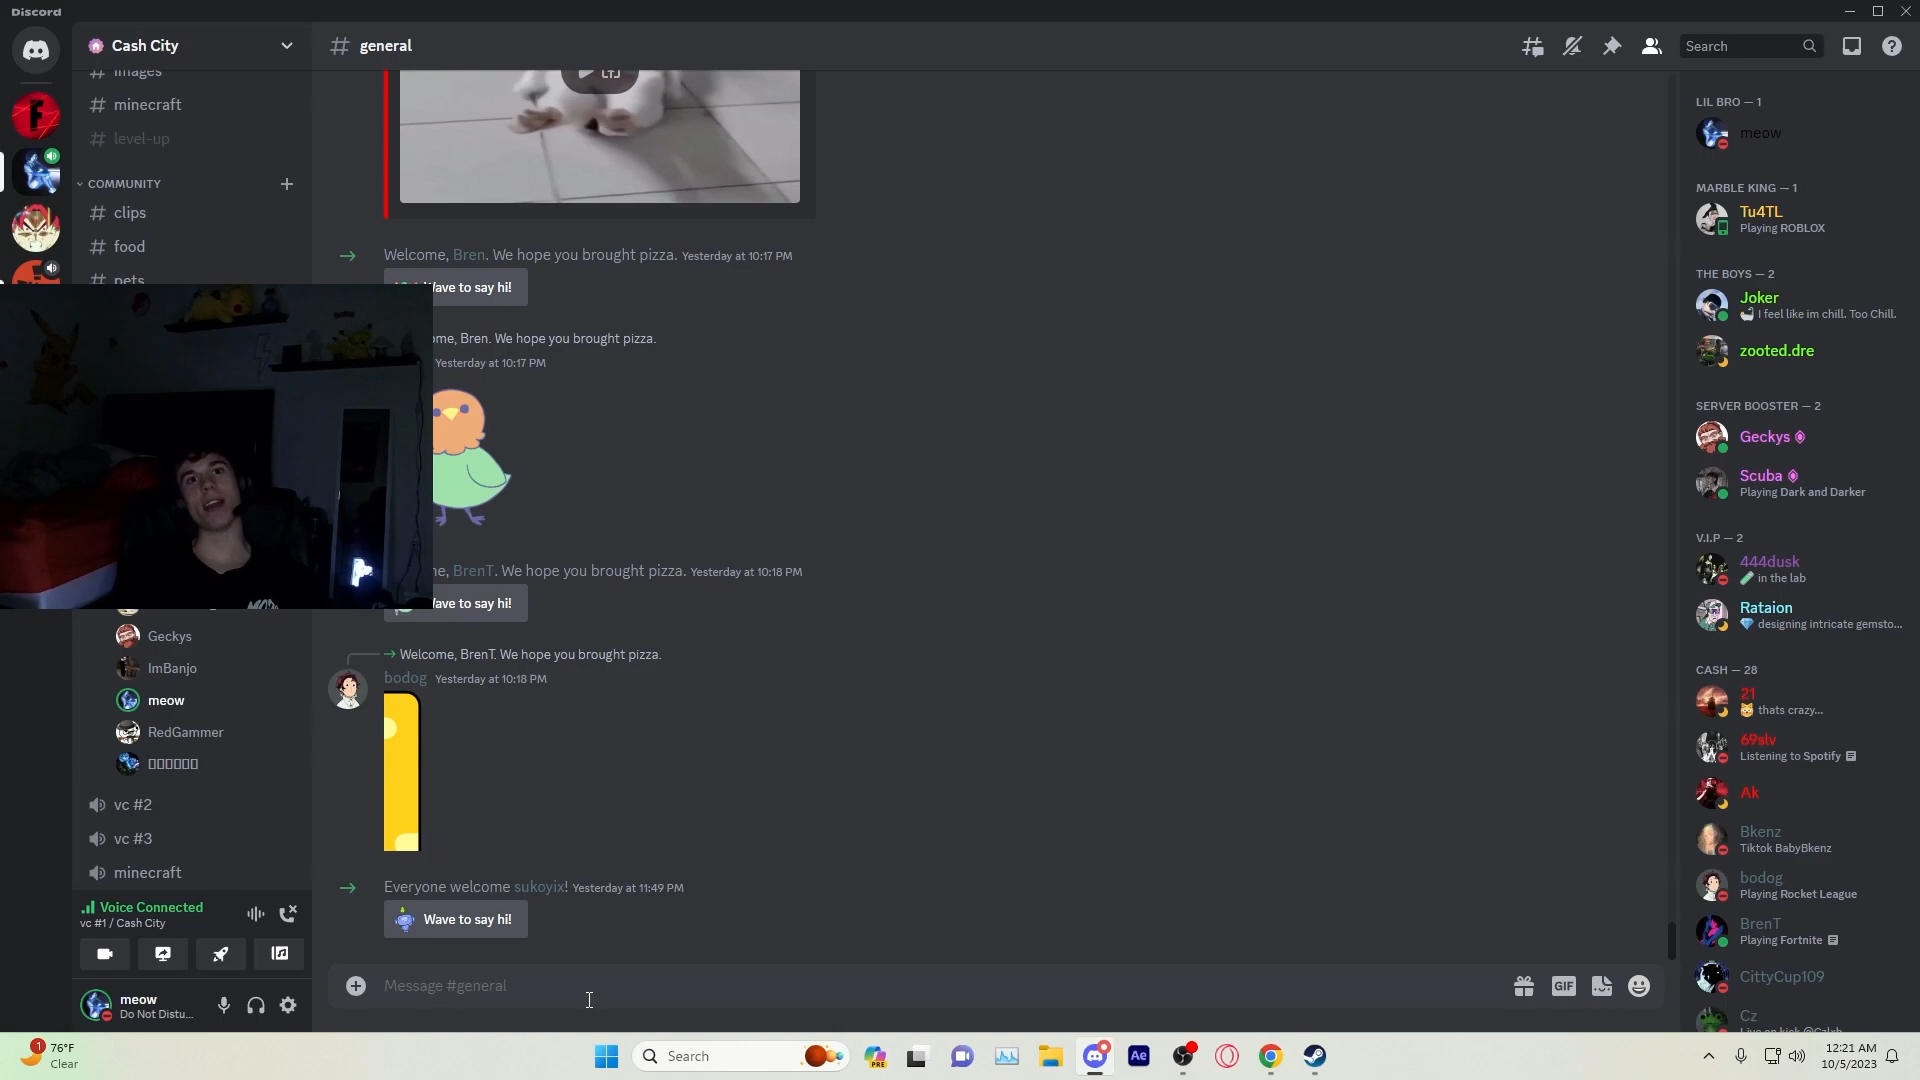 Discord
Cash City
images
minecraft
level-up
COMMUNITY
clips
food
pets
Geckys
ImBanjo
meow
RedGammer
vc #2
vc #3
minecraft
Voice Connected
vc #1 / Cash City
meow
Do Not Distu...
general
Search
Welcome, Bren. We hope you brought pizza. Yesterday at 10:17 PM
Wave to say hi!
ome, Bren. We hope you brought pizza.
Yesterday at 10:17 PM
ne, BrenT. We hope you brought pizza. Yesterday at 10:18 PM
Wave to say hi!
Welcome, BrenT. We hope you brought pizza.
bodog Yesterday at 10:18 PM
Everyone welcome sukoyix! Yesterday at 11:49 PM
Wave to say hi!
Message #general
GIF
LIL BRO — 1
meow
MARBLE KING — 1
Tu4TL
Playing ROBLOX
THE BOYS — 2
Joker
I feel like im chill. Too Chill.
zooted.dre
SERVER BOOSTER — 2
Geckys
Scuba
Playing Dark and Darker
V.I.P — 2
444dusk
in the lab
Rataion
designing intricate gemsto...
CASH — 28
21
thats crazy...
69slv
Listening to Spotify
Ak
Bkenz
Tiktok BabyBkenz
bodog
Playing Rocket League
BrenT
Playing Fortnite
CittyCup109
Cz
1
76°F
Clear
Search
PRE
Ae
12:21 AM
10/5/2023